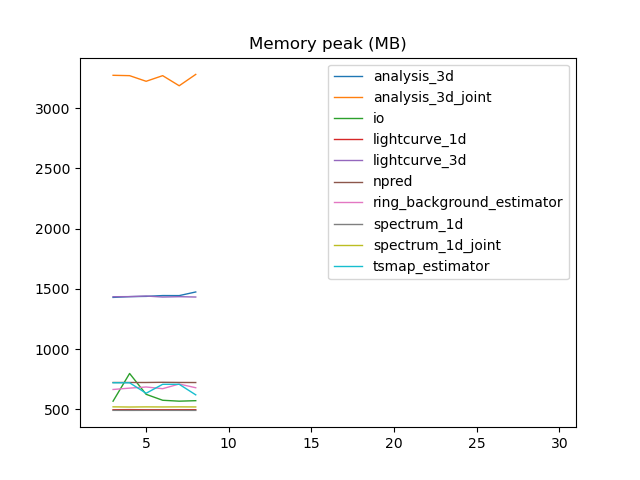 Memory peak (MB)
3000
2500
2000
1500
1000
500
5
10
15
20
25
30
analysis_3d
analysis_3d_joint
io
lightcurve_1d
lightcurve_3d
npred
ring_background_estimator
spectrum_1d
spectrum_1d_joint
tsmap_estimator